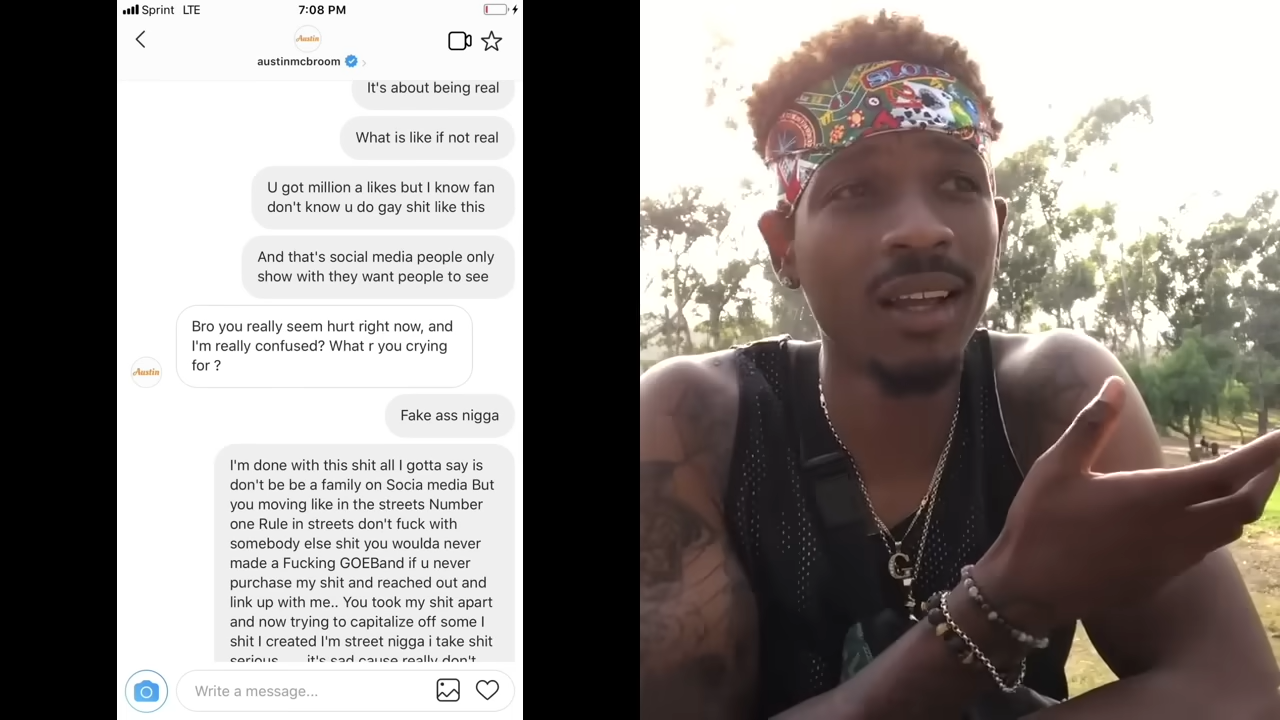 Sprint LTE 7:08 PM
Austin
austinmcbroom
It's about being real
What is like if not real
U got million a likes but I know fan
don't know u do gay shit like this
And that's social media people only
show with they want people to see
Bro you really seem hurt right now, and
I'm really confused? What r you crying
for ?
Austin
Fake ass nigga
I'm done with this shit all I gotta say is
don't be be a family on Socia media But
you moving like in the streets Number
one Rule in streets don't fuck with
somebody else shit you woulda never
made a Fucking GOEBand if u never
purchase my shit and reached out and
link up with me.. You took my shit apart
and now trying to capitalize off some I
shit I created I'm street nigga i take shit
serious ..... it's sad cause really don't
Write a message...
SLOTS
G